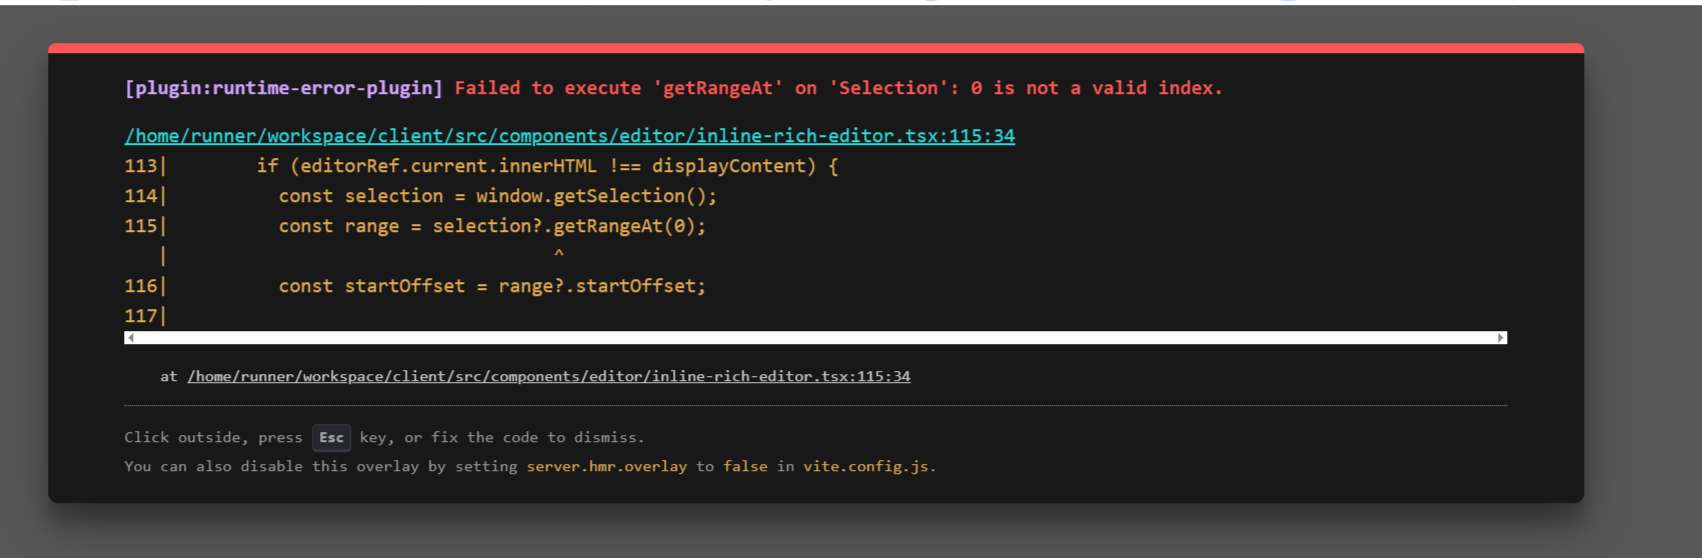 [plugin:runtime-error-plugin] Failed to execute 'getRangeAt' on 'Selection': 0 is not a valid index.
/home/runner/workspace/client/src/components/editor/inline-rich-editor.tsx:115:34
113|        if (editorRef.current.innerHTML !== displayContent) {
114|          const selection = window.getSelection();
115|          const range = selection?.getRangeAt(0);
   |                                   ^
116|          const startOffset = range?.startOffset;
117|
at /home/runner/workspace/client/src/components/editor/inline-rich-editor.tsx:115:34
Click outside, press Esc key, or fix the code to dismiss.
You can also disable this overlay by setting server.hmr.overlay to false in vite.config.js.